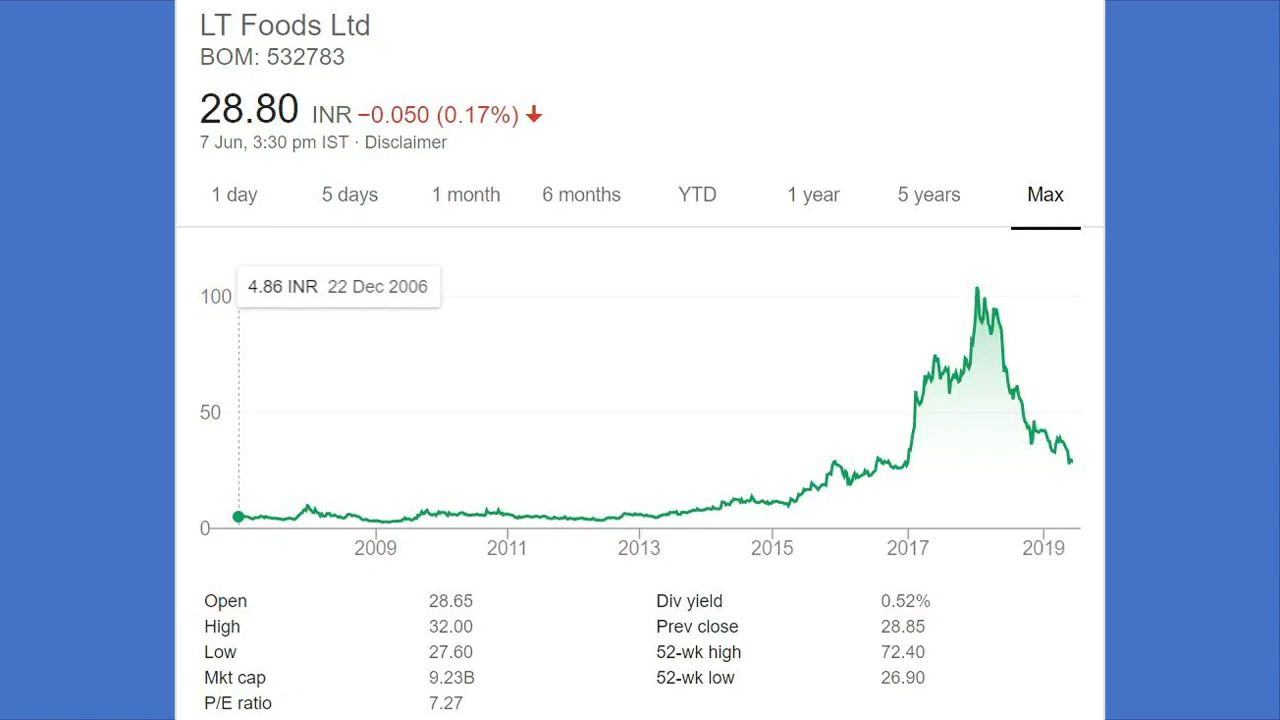 LT Foods Ltd
BOM: 532783
28.80 INR −0.050 (0.17%)
7 Jun, 3:30 pm IST · Disclaimer
1 day 5 days 1 month 6 months YTD 1 year 5 years Max
4.86 INR 22 Dec 2006
100
50
0
2009 2011 2013 2015 2017 2019
Open 28.65 Div yield 0.52%
High 32.00 Prev close 28.85
Low 27.60 52-wk high 72.40
Mkt cap 9.23B 52-wk low 26.90
P/E ratio 7.27